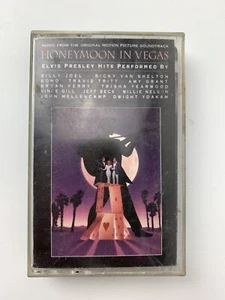 MUSIC FROM THE ORIGINAL MOTION PICTURE SOUNDTRACK
HONEYMOON IN VEGAS
ELVIS PRESLEY HITS PERFORMED BY
BILLY JOEL RICKY VAN SHELTON
BONO TRAVIS TRITT AMY GRANT
BRYAN FERRY TRISHA YEARWOOD
VINCE GILL JEFF BECK WILLIE NELSON
JOHN MELLENCAMP DWIGHT YOAKAM